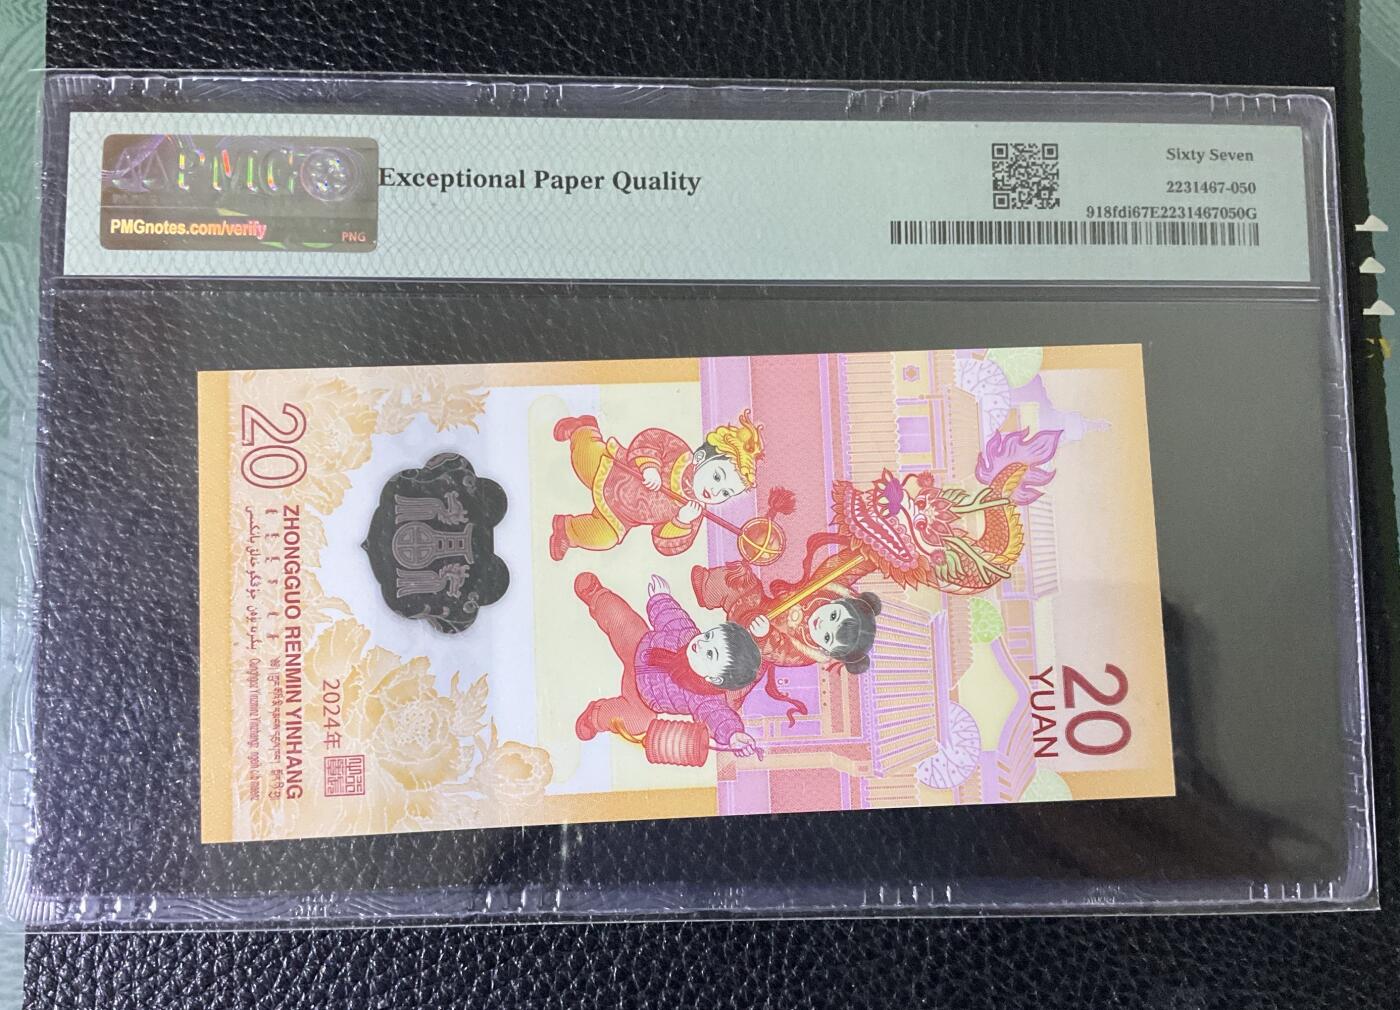 PMG
PMGnotes.com/verify
PNG
Exceptional Paper Quality
Sixty Seven
2231467-050
918fdi67E2231467050G
20
ZHONGGUO RENMIN YINHANG
2024年
20
YUAN